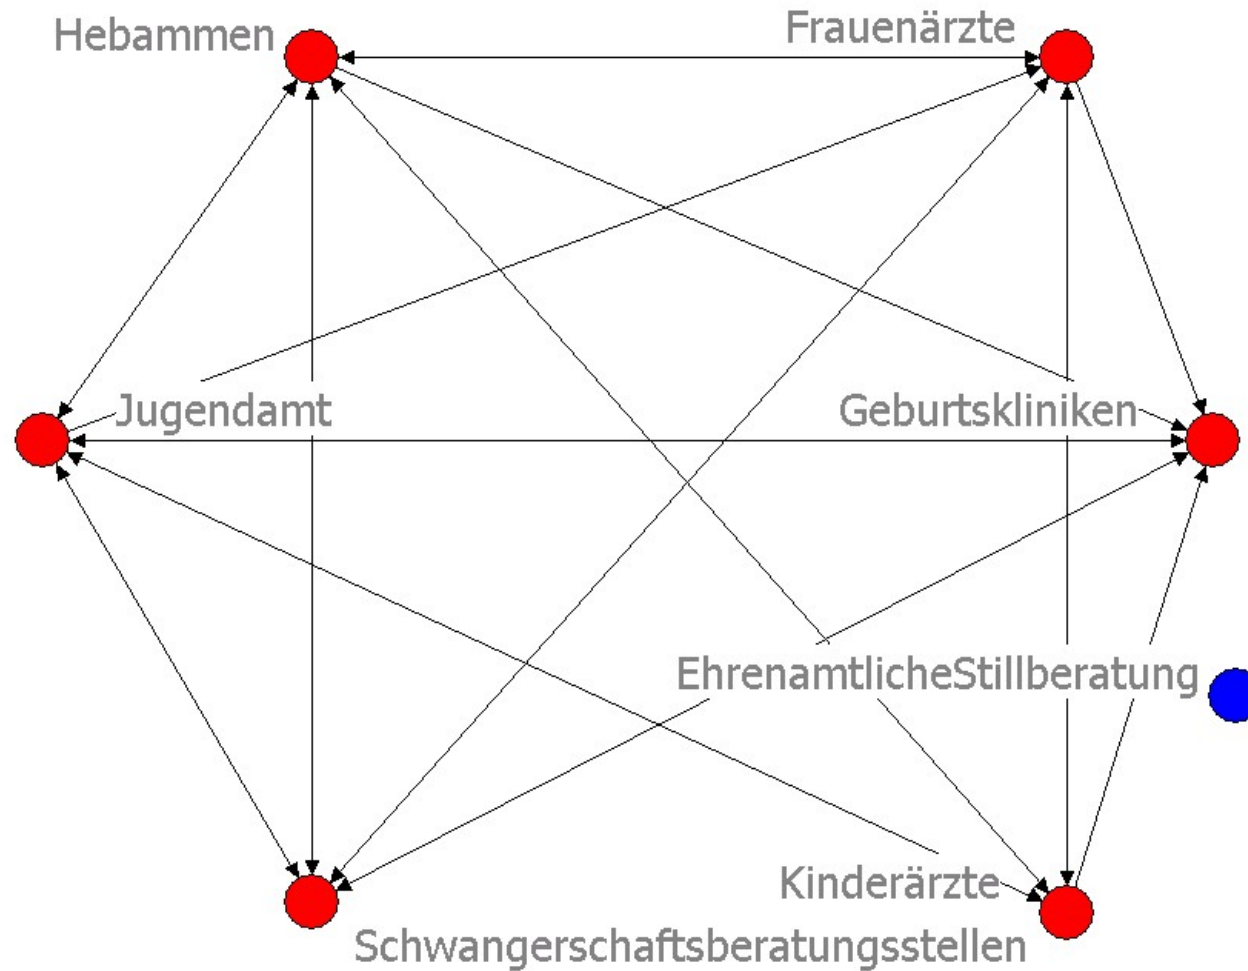 Hebammen
Frauenärzte
Jugendamt
Geburtskliniken
EhrenamtlicheStillberatung
Kinderärzte
Schwangerschaftsberatungsstellen